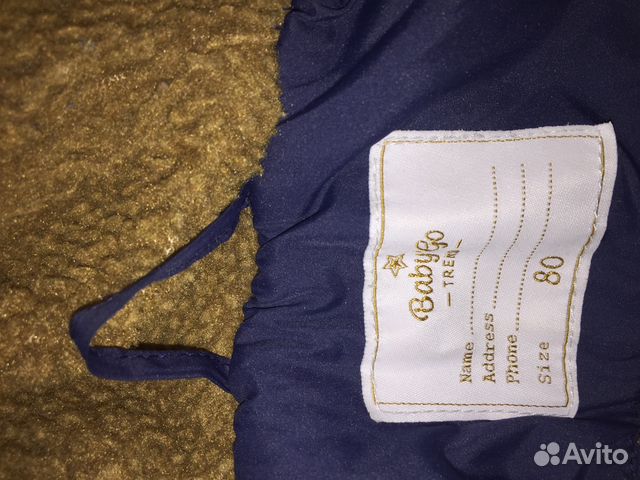 BabyGo
— TREND —
Name
Address
Phone
Size 80
Avito